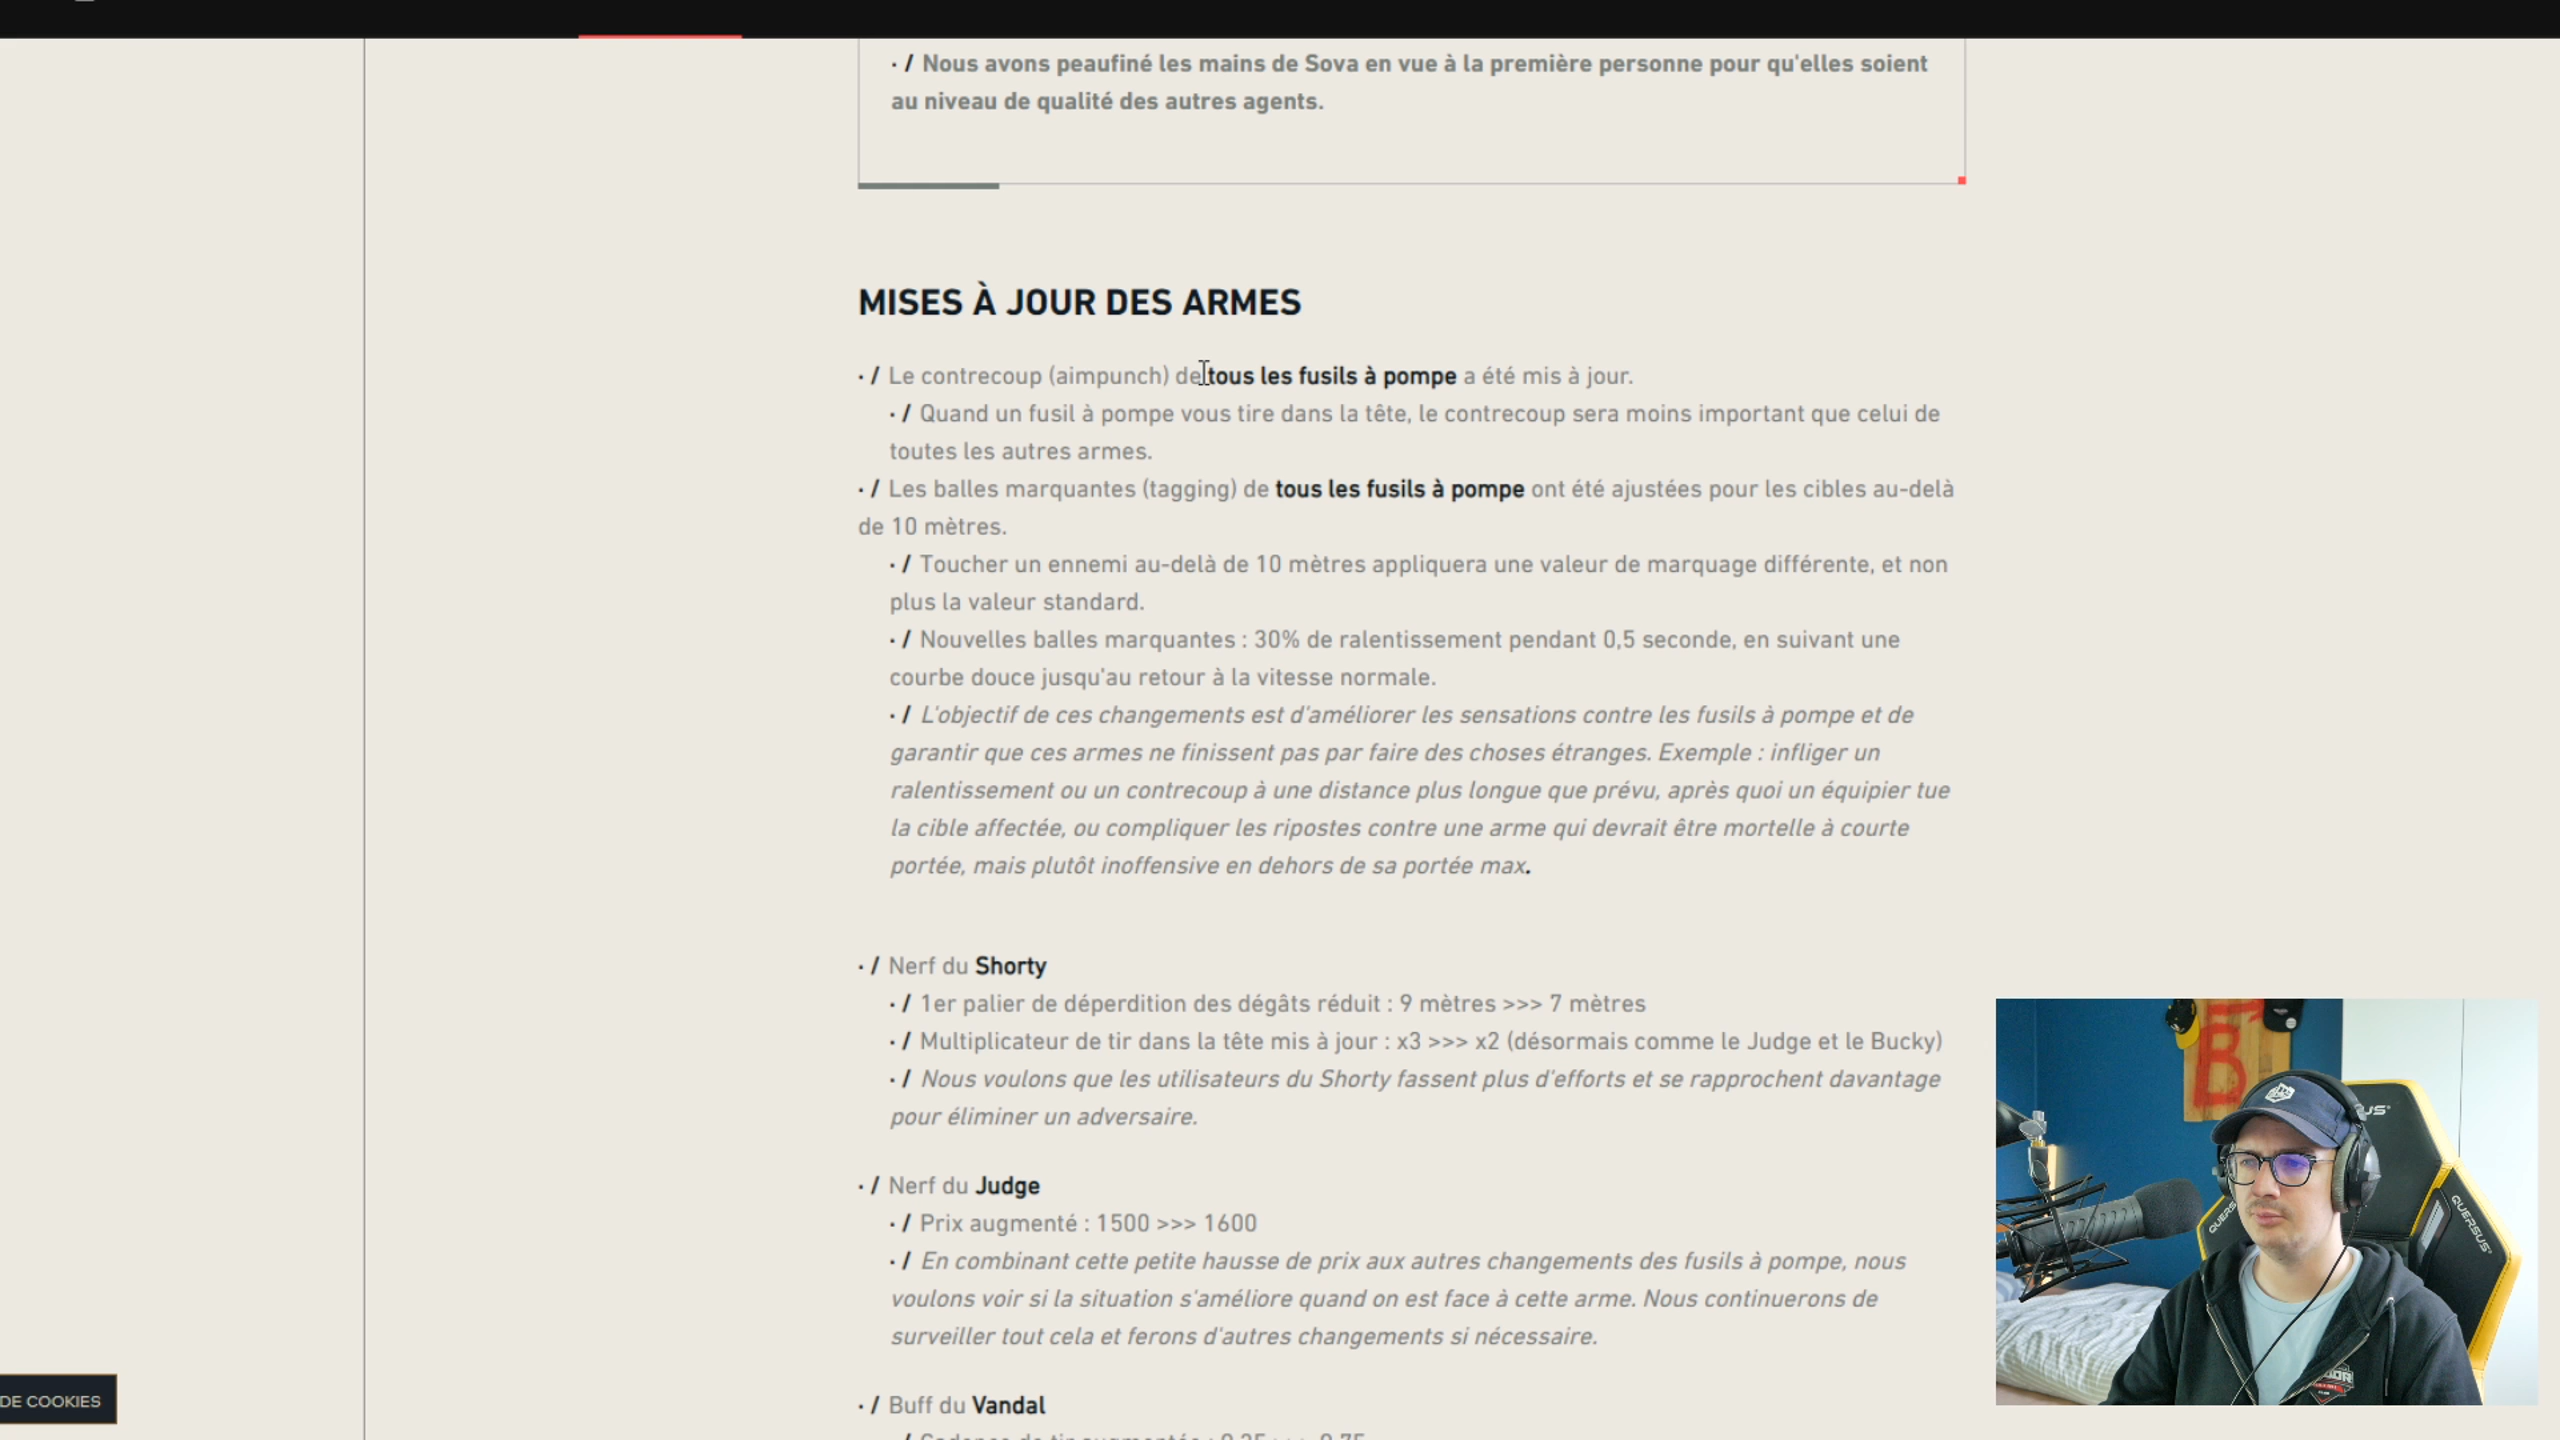 · / Nous avons peaufiné les mains de Sova en vue à la première personne pour qu'elles soient
au niveau de qualité des autres agents.
MISES À JOUR DES ARMES
· / Le contrecoup (aimpunch) de tous les fusils à pompe a été mis à jour.
· / Quand un fusil à pompe vous tire dans la tête, le contrecoup sera moins important que celui de
toutes les autres armes.
· / Les balles marquantes (tagging) de tous les fusils à pompe ont été ajustées pour les cibles au-delà
de 10 mètres.
· / Toucher un ennemi au-delà de 10 mètres appliquera une valeur de marquage différente, et non
plus la valeur standard.
· / Nouvelles balles marquantes : 30% de ralentissement pendant 0,5 seconde, en suivant une
courbe douce jusqu'au retour à la vitesse normale.
· / L'objectif de ces changements est d'améliorer les sensations contre les fusils à pompe et de
garantir que ces armes ne finissent pas par faire des choses étranges. Exemple : infliger un
ralentissement ou un contrecoup à une distance plus longue que prévu, après quoi un équipier tue
la cible affectée, ou compliquer les ripostes contre une arme qui devrait être mortelle à courte
portée, mais plutôt inoffensive en dehors de sa portée max.
· / Nerf du Shorty
· / 1er palier de déperdition des dégâts réduit : 9 mètres >>> 7 mètres
· / Multiplicateur de tir dans la tête mis à jour : x3 >>> x2 (désormais comme le Judge et le Bucky)
· / Nous voulons que les utilisateurs du Shorty fassent plus d'efforts et se rapprochent davantage
pour éliminer un adversaire.
· / Nerf du Judge
· / Prix augmenté : 1500 >>> 1600
· / En combinant cette petite hausse de prix aux autres changements des fusils à pompe, nous
voulons voir si la situation s'améliore quand on est face à cette arme. Nous continuerons de
surveiller tout cela et ferons d'autres changements si nécessaire.
· / Buff du Vandal
DE COOKIES
B
QUERSUS